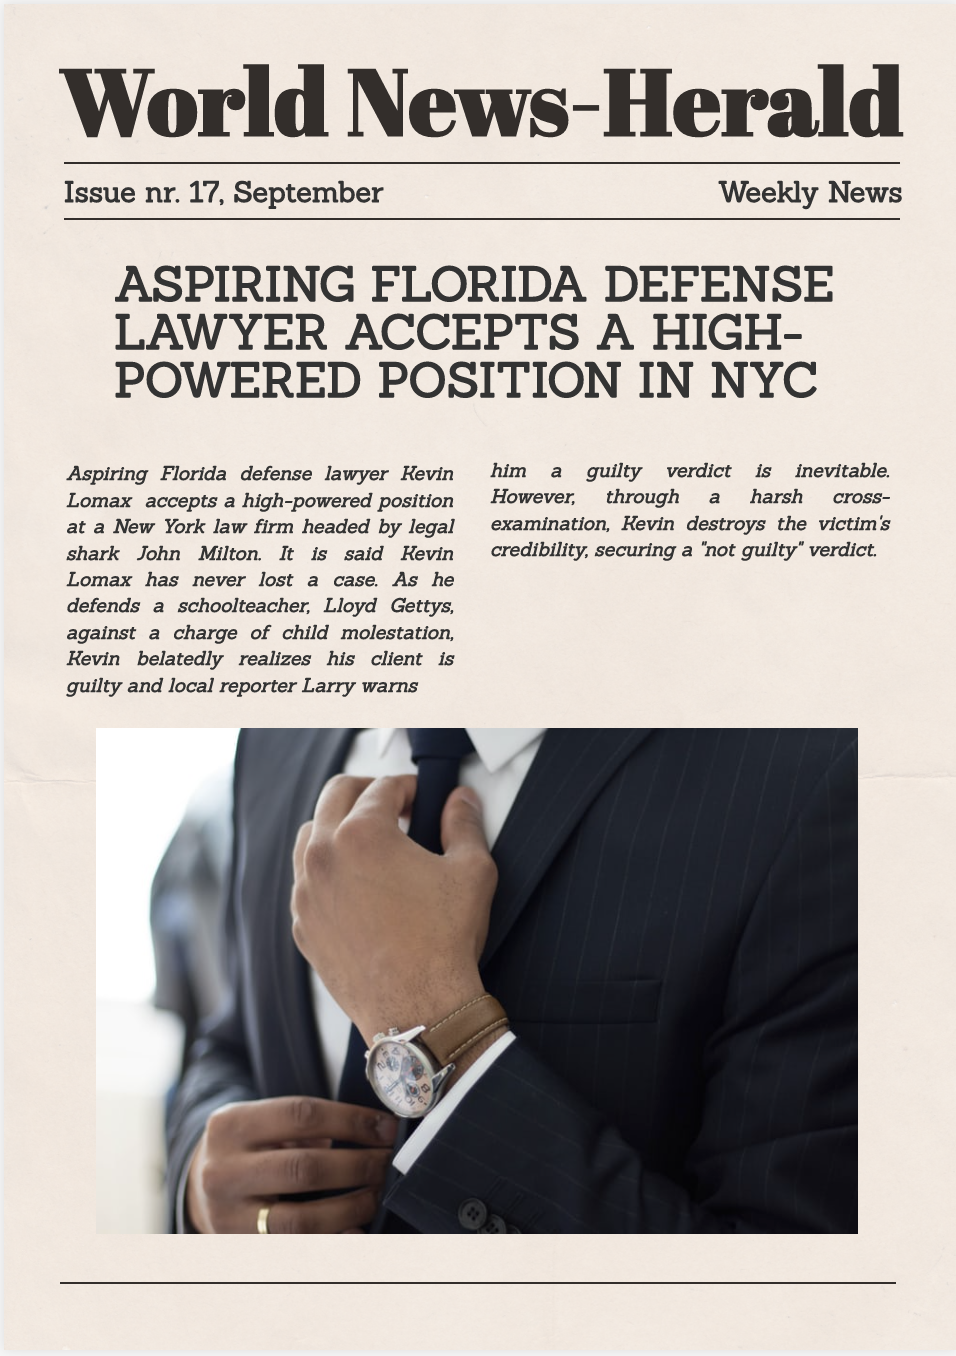 World News-Herald
Issue nr. 17, September
Weekly News
ASPIRING FLORIDA DEFENSE
LAWYER ACCEPTS A HIGH-
POWERED POSITION IN NYC
Aspiring Florida defense lawyer Kevin
Lomax accepts a high-powered position
at a New York law firm headed by legal
shark John Milton. It is said Kevin
Lomax has never lost a case. As he
defends a schoolteacher, Lloyd Gettys,
against a charge of child molestation,
Kevin belatedly realizes his client is
guilty and local reporter Larry warns
him a guilty verdict is inevitable.
However, through a harsh cross-
examination, Kevin destroys the victim's
credibility, securing a "not guilty" verdict.